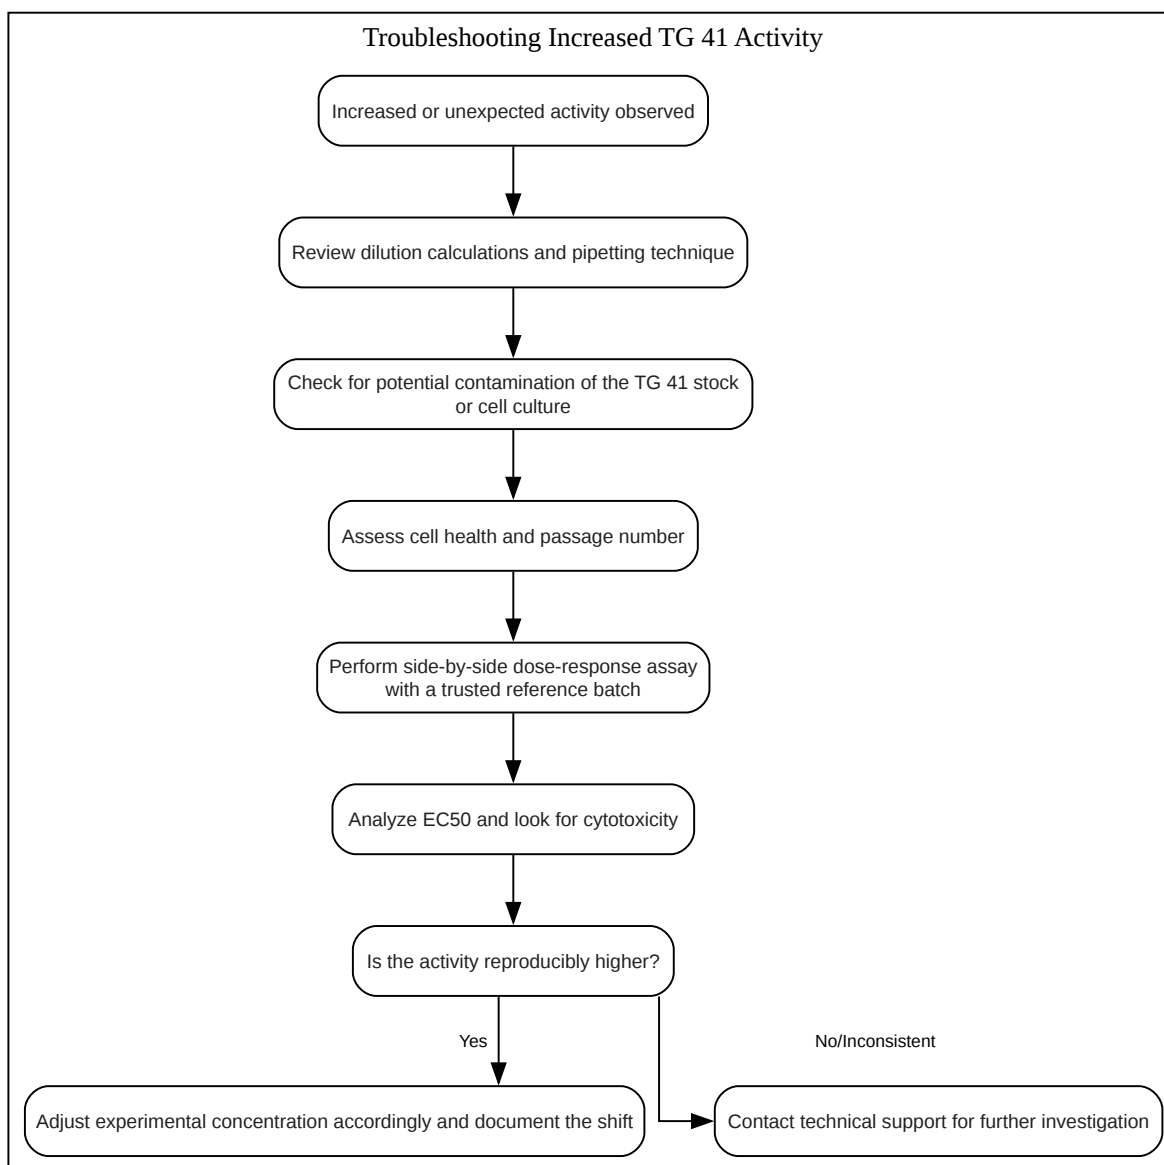 Troubleshooting Increased TG 41 Activity
Increased or unexpected activity observed
Review dilution calculations and pipetting technique
Check for potential contamination of the TG 41 stock
or cell culture
Assess cell health and passage number
Perform side-by-side dose-response assay
with a trusted reference batch
Analyze EC50 and look for cytotoxicity
Is the activity reproducibly higher?
Yes
No/Inconsistent
Adjust experimental concentration accordingly and document the shift
Contact technical support for further investigation